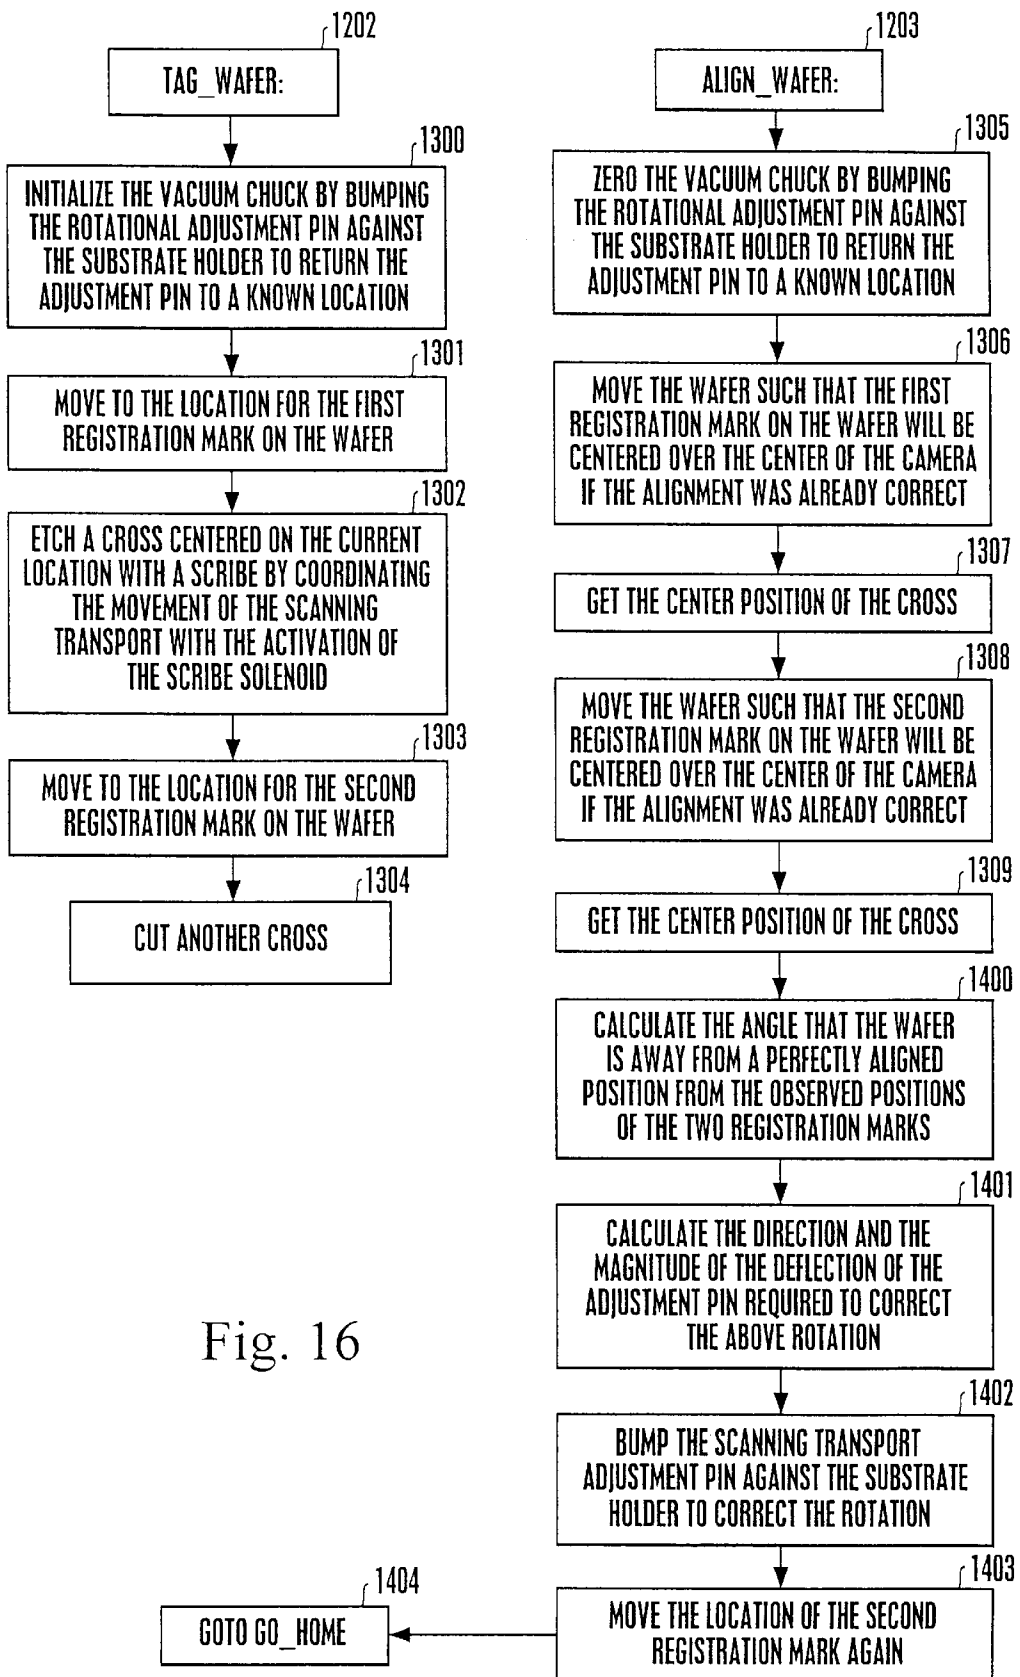 1202
TAG_WAFER:
1300
INITIALIZE THE VACUUM CHUCK BY BUMPING
THE ROTATIONAL ADJUSTMENT PIN AGAINST
THE SUBSTRATE HOLDER TO RETURN THE
ADJUSTMENT PIN TO A KNOWN LOCATION
1301
MOVE TO THE LOCATION FOR THE FIRST
REGISTRATION MARK ON THE WAFER
1302
ETCH A CROSS CENTERED ON THE CURRENT
LOCATION WITH A SCRIBE BY COORDINATING
THE MOVEMENT OF THE SCANNING
TRANSPORT WITH THE ACTIVATION OF
THE SCRIBE SOLENOID
1303
MOVE TO THE LOCATION FOR THE SECOND
REGISTRATION MARK ON THE WAFER
1304
CUT ANOTHER CROSS
1203
ALIGN_WAFER:
1305
ZERO THE VACUUM CHUCK BY BUMPING
THE ROTATIONAL ADJUSTMENT PIN AGAINST
THE SUBSTRATE HOLDER TO RETURN THE
ADJUSTMENT PIN TO A KNOWN LOCATION
1306
MOVE THE WAFER SUCH THAT THE FIRST
REGISTRATION MARK ON THE WAFER WILL BE
CENTERED OVER THE CENTER OF THE CAMERA
IF THE ALIGNMENT WAS ALREADY CORRECT
1307
GET THE CENTER POSITION OF THE CROSS
1308
MOVE THE WAFER SUCH THAT THE SECOND
REGISTRATION MARK ON THE WAFER WILL BE
CENTERED OVER THE CENTER OF THE CAMERA
IF THE ALIGNMENT WAS ALREADY CORRECT
1309
GET THE CENTER POSITION OF THE CROSS
1400
CALCULATE THE ANGLE THAT THE WAFER
IS AWAY FROM A PERFECTLY ALIGNED
POSITION FROM THE OBSERVED POSITIONS
OF THE TWO REGISTRATION MARKS
1401
CALCULATE THE DIRECTION AND THE
MAGNITUDE OF THE DEFLECTION OF THE
ADJUSTMENT PIN REQUIRED TO CORRECT
THE ABOVE ROTATION
1402
BUMP THE SCANNING TRANSPORT
ADJUSTMENT PIN AGAINST THE SUBSTRATE
HOLDER TO CORRECT THE ROTATION
1403
MOVE THE LOCATION OF THE SECOND
REGISTRATION MARK AGAIN
1404
GOTO GO_HOME
Fig. 16